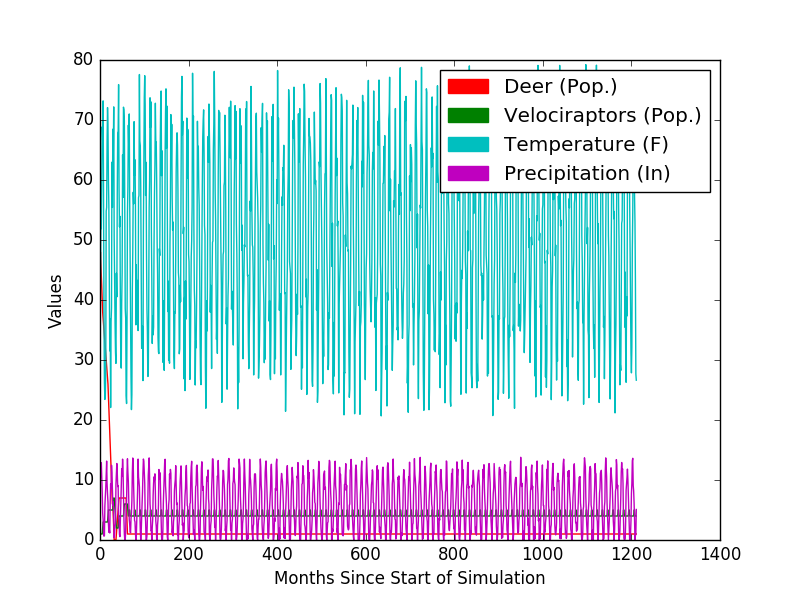 80
70
60
50
40
30
20
10
0
Values
Deer (Pop.)
Velociraptors (Pop.)
Temperature (F)
Precipitation (In)
0 200 400 600 800 1000 1200 1400
Months Since Start of Simulation